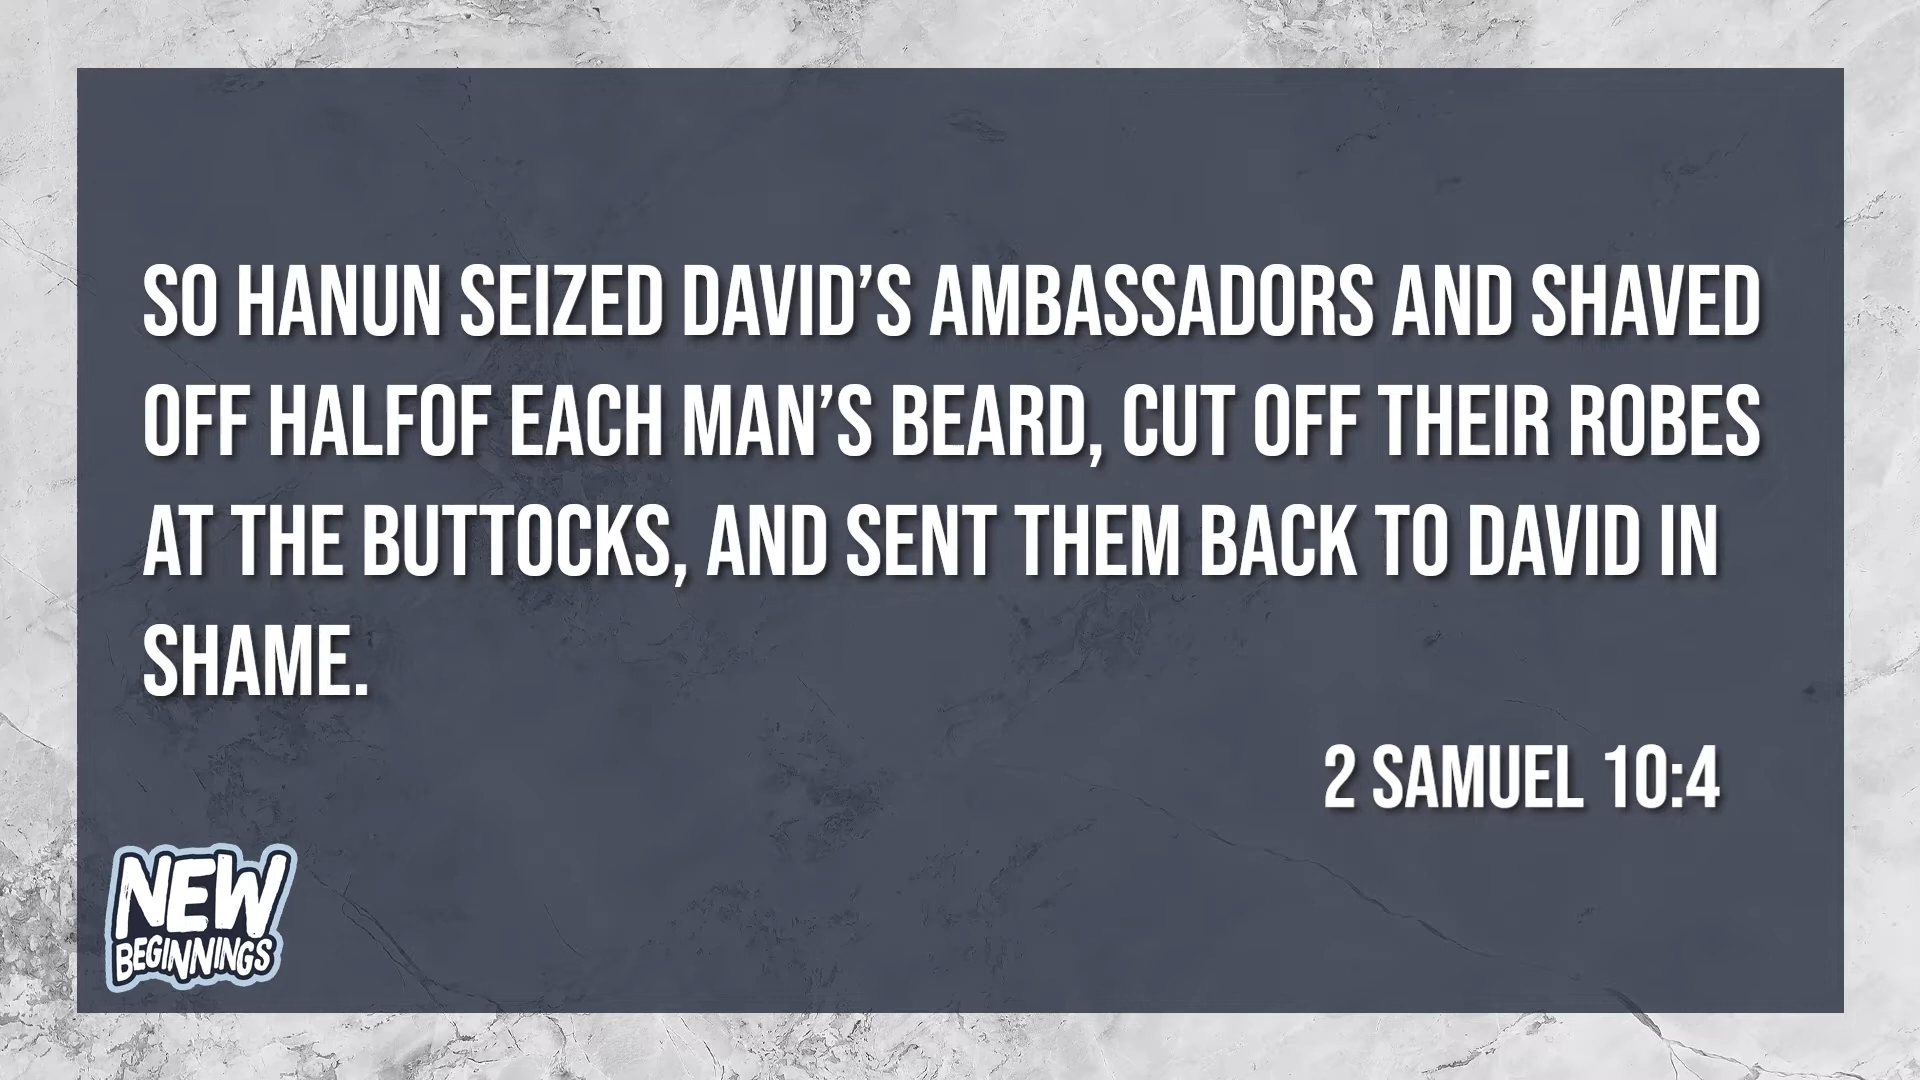 SO HANUN SEIZED DAVID’S AMBASSADORS AND SHAVED
OFF HALFOF EACH MAN’S BEARD, CUT OFF THEIR ROBES
AT THE BUTTOCKS, AND SENT THEM BACK TO DAVID IN
SHAME.
2 SAMUEL 10:4
NEW
BEGINNINGS